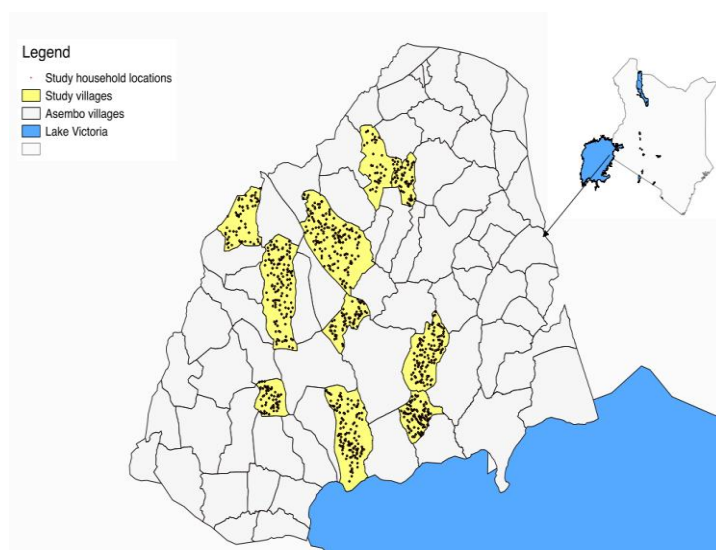 Legend
Study household locations
Study villages
Asembo villages
Lake Victoria